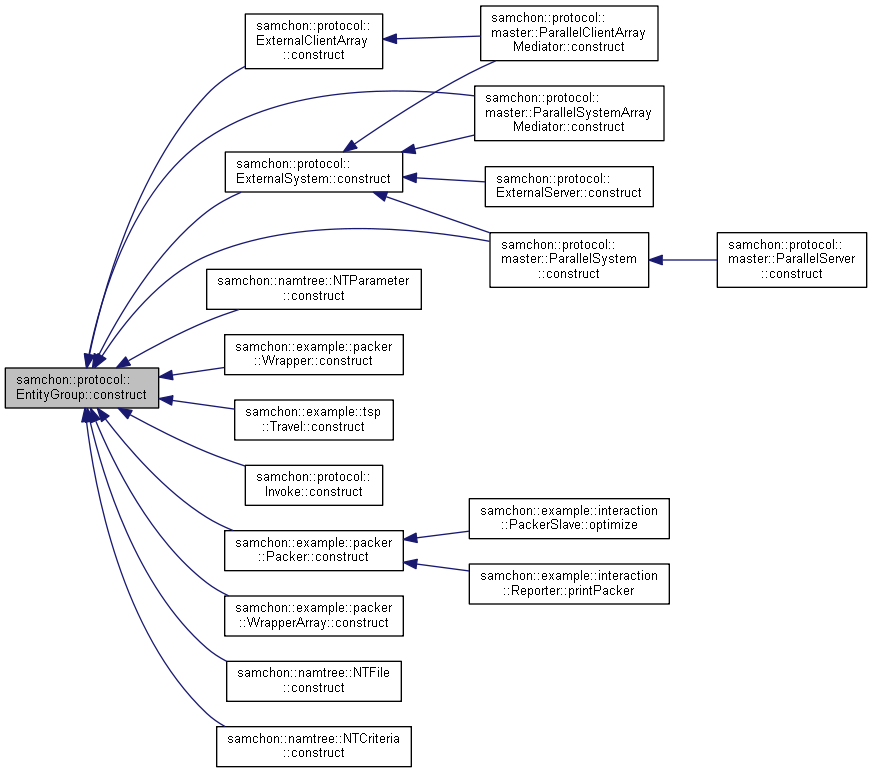 samchon::protocol::
ExternalClientArray
::construct
samchon::protocol::
master::ParallelClientArray
Mediator::construct
samchon::protocol::
master::ParallelSystemArray
Mediator::construct
samchon::protocol::
ExternalSystem::construct
samchon::protocol::
ExternalServer::construct
samchon::protocol::
master::ParallelSystem
::construct
samchon::protocol::
master::ParallelServer
::construct
samchon::namtree::NTParameter
::construct
samchon::example::packer
::Wrapper::construct
samchon::protocol::
EntityGroup::construct
samchon::example::tsp
::Travel::construct
samchon::protocol::
Invoke::construct
samchon::example::packer
::Packer::construct
samchon::example::interaction
::PackerSlave::optimize
samchon::example::interaction
::Reporter::printPacker
samchon::example::packer
::WrapperArray::construct
samchon::namtree::NTFile
::construct
samchon::namtree::NTCriteria
::construct